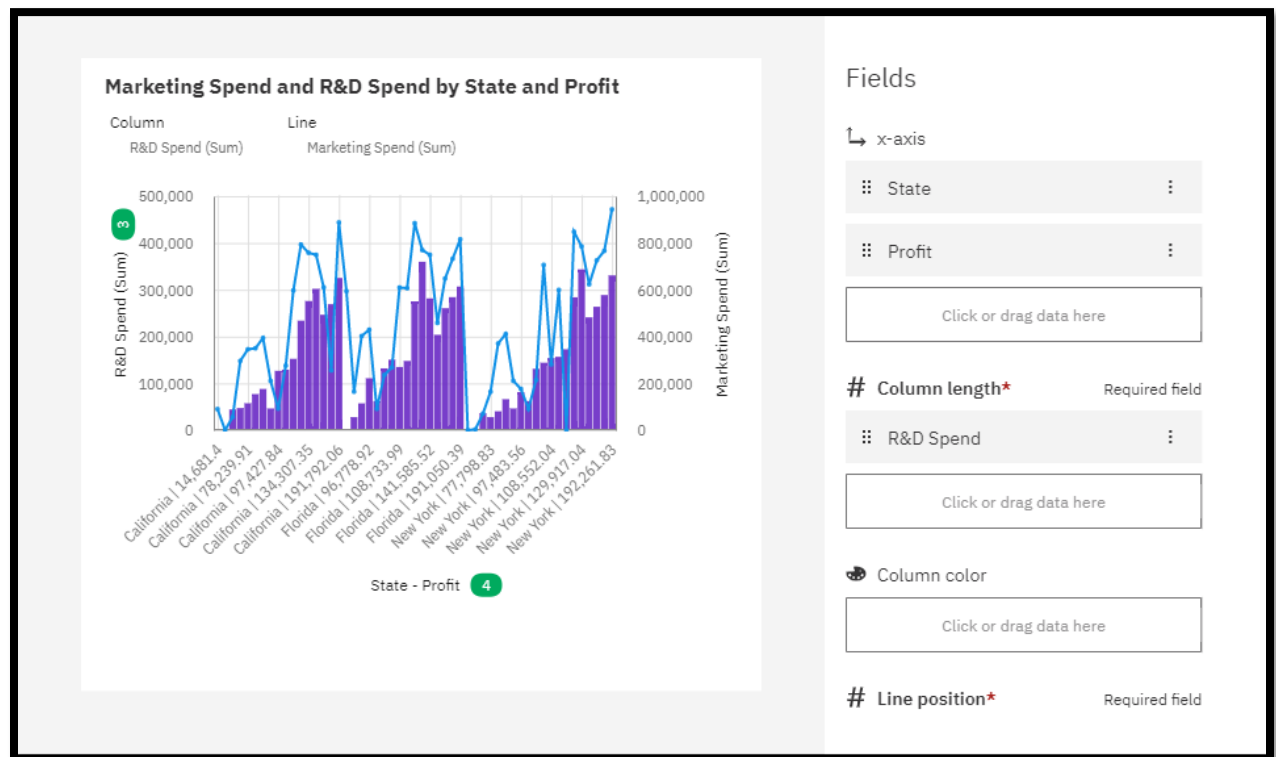 Marketing Spend and R&D Spend by State and Profit
Column Line
R&D Spend (Sum) Marketing Spend (Sum)
R&D Spend (Sum) 3
500,000
400,000
300,000
200,000
100,000
0
1,000,000
800,000
600,000
400,000
200,000
0
Marketing Spend (Sum)
California | 14,681.4
California | 78,239.91
California | 97,427.84
California | 134,307.35
California | 191,792.06
Florida | 96,778.92
Florida | 108,733.99
Florida | 141,585.52
Florida | 191,050.39
New York | 77,798.83
New York | 97,483.56
New York | 108,552.04
New York | 129,917.04
New York | 192,261.83
State - Profit 4
Fields
x-axis
State
Profit
Click or drag data here
# Column length* Required field
R&D Spend
Click or drag data here
Column color
Click or drag data here
# Line position* Required field